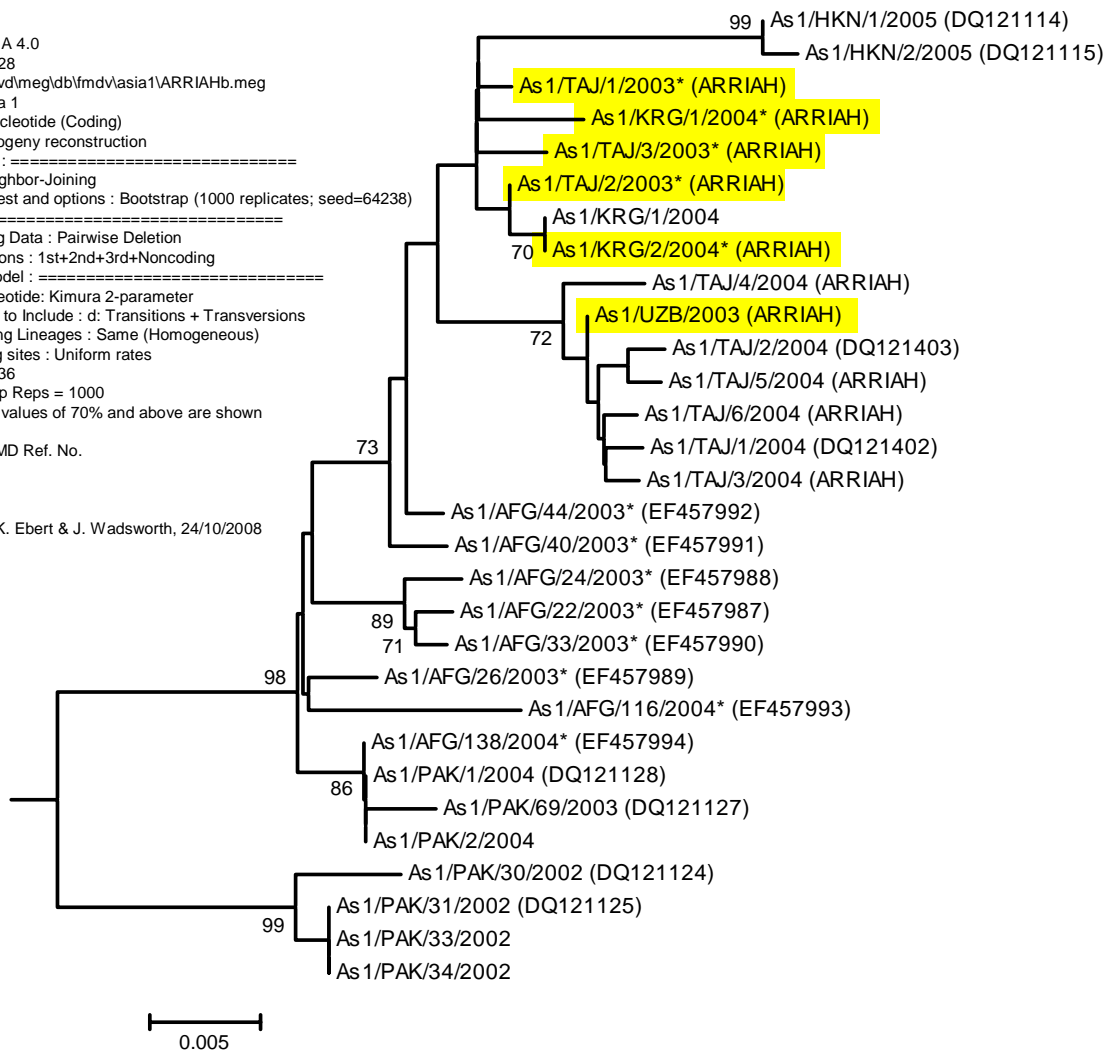 A 4.0
28
vd\meg\db\fmdv\asia1\ARRIAHb.meg
a 1
cleotide (Coding)
ogeny reconstruction
: ==============================
ghbor-Joining
est and options : Bootstrap (1000 replicates; seed=64238)
==============================
g Data : Pairwise Deletion
ons : 1st+2nd+3rd+Noncoding
odel : ==============================
eotide: Kimura 2-parameter
to Include : d: Transitions + Transversions
ng Lineages : Same (Homogeneous)
g sites : Uniform rates
36
p Reps = 1000
values of 70% and above are shown
MD Ref. No.
K. Ebert & J. Wadsworth, 24/10/2008
99
As1/HKN/1/2005 (DQ121114)
As1/HKN/2/2005 (DQ121115)
As1/TAJ/1/2003* (ARRIAH)
As1/KRG/1/2004* (ARRIAH)
As1/TAJ/3/2003* (ARRIAH)
As1/TAJ/2/2003* (ARRIAH)
As1/KRG/1/2004
As1/KRG/2/2004* (ARRIAH)
70
As1/TAJ/4/2004 (ARRIAH)
As1/UZB/2003 (ARRIAH)
72
As1/TAJ/2/2004 (DQ121403)
As1/TAJ/5/2004 (ARRIAH)
As1/TAJ/6/2004 (ARRIAH)
As1/TAJ/1/2004 (DQ121402)
As1/TAJ/3/2004 (ARRIAH)
73
As1/AFG/44/2003* (EF457992)
As1/AFG/40/2003* (EF457991)
As1/AFG/24/2003* (EF457988)
As1/AFG/22/2003* (EF457987)
89
As1/AFG/33/2003* (EF457990)
71
As1/AFG/26/2003* (EF457989)
98
As1/AFG/116/2004* (EF457993)
As1/AFG/138/2004* (EF457994)
As1/PAK/1/2004 (DQ121128)
86
As1/PAK/69/2003 (DQ121127)
As1/PAK/2/2004
As1/PAK/30/2002 (DQ121124)
As1/PAK/31/2002 (DQ121125)
99
As1/PAK/33/2002
As1/PAK/34/2002
0.005